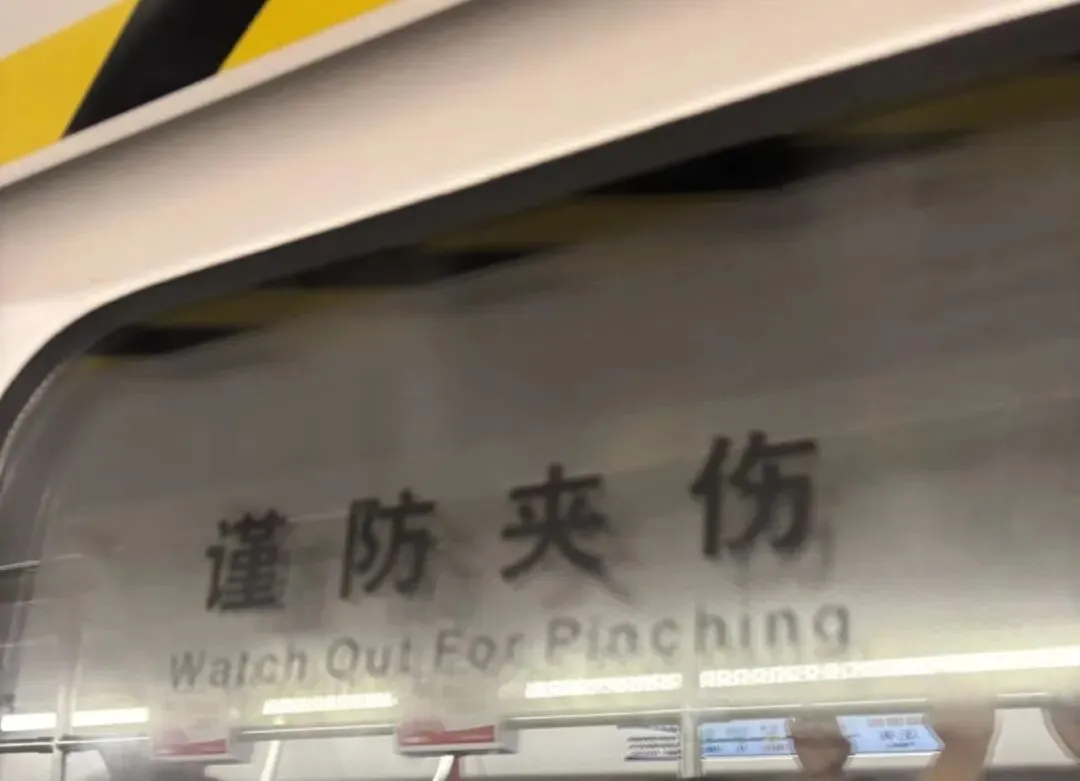 谨防夹伤
Watch Out For Pinching